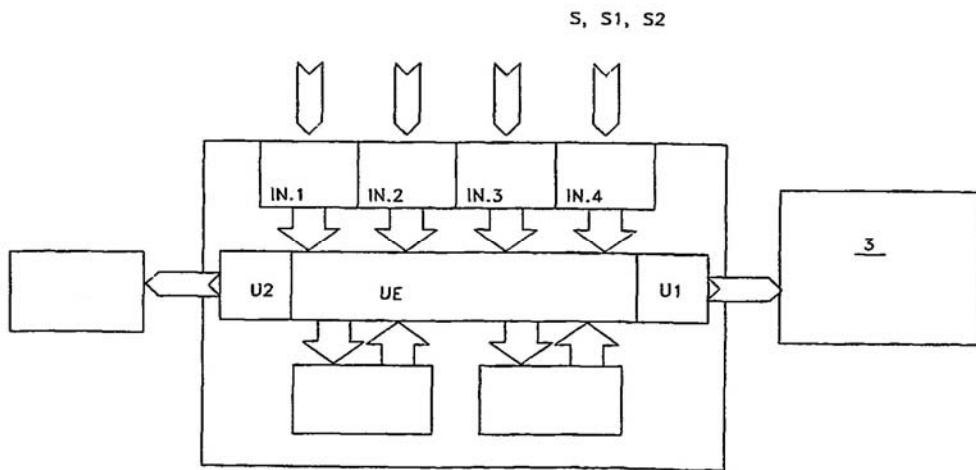 S, S1, S2
IN.1
IN.2
IN.3
IN.4
3
U2
UE
U1